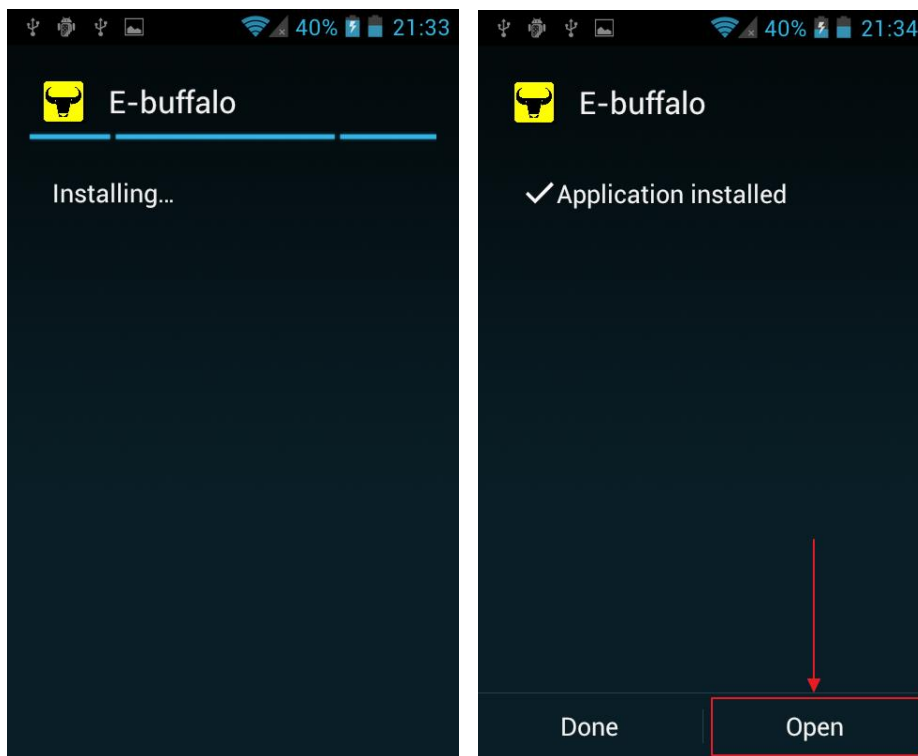 40% 21:33
E-buffalo
Installing...
40% 21:34
E-buffalo
Application installed
Done Open